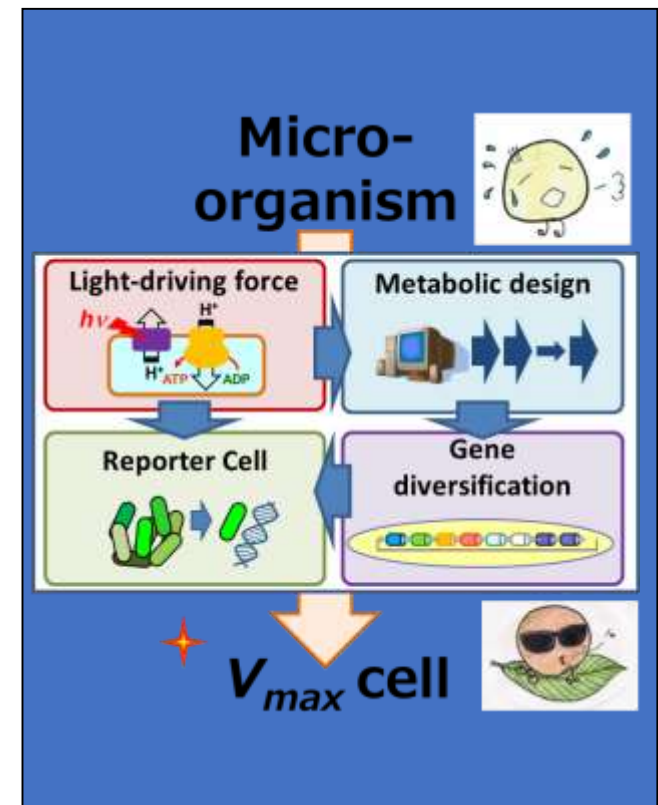 Micro-
organism
Light-driving force
hν
H⁺
H⁺
ATP
ADP
Metabolic design
Reporter Cell
Gene
diversification
Vmax cell